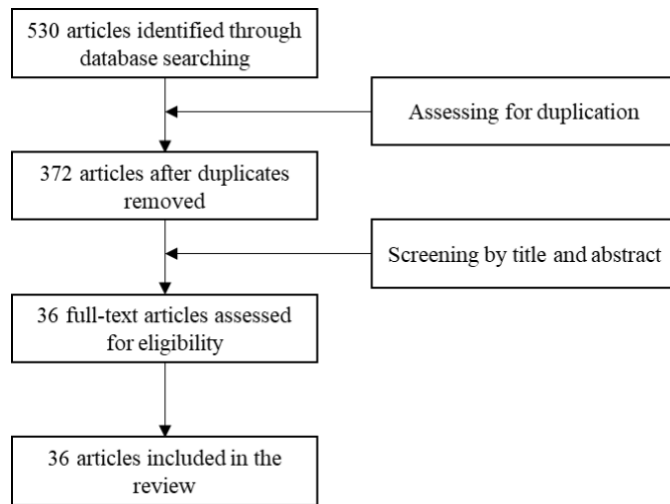 530 articles identified through
database searching
Assessing for duplication
372 articles after duplicates
removed
Screening by title and abstract
36 full-text articles assessed
for eligibility
36 articles included in the
review